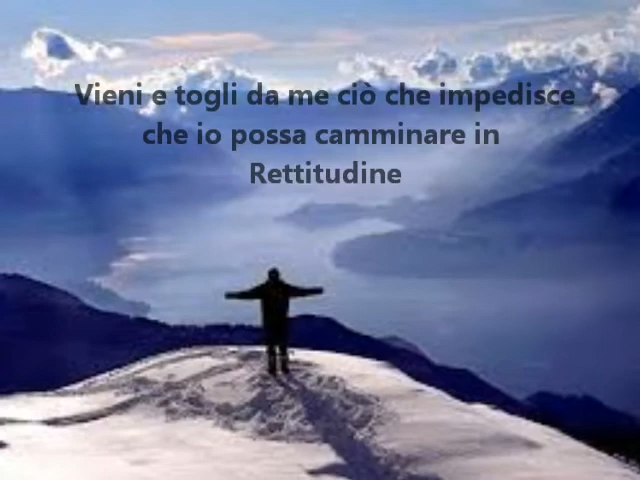 Vieni e togli da me ciò che impedisce
che io possa camminare in
Rettitudine